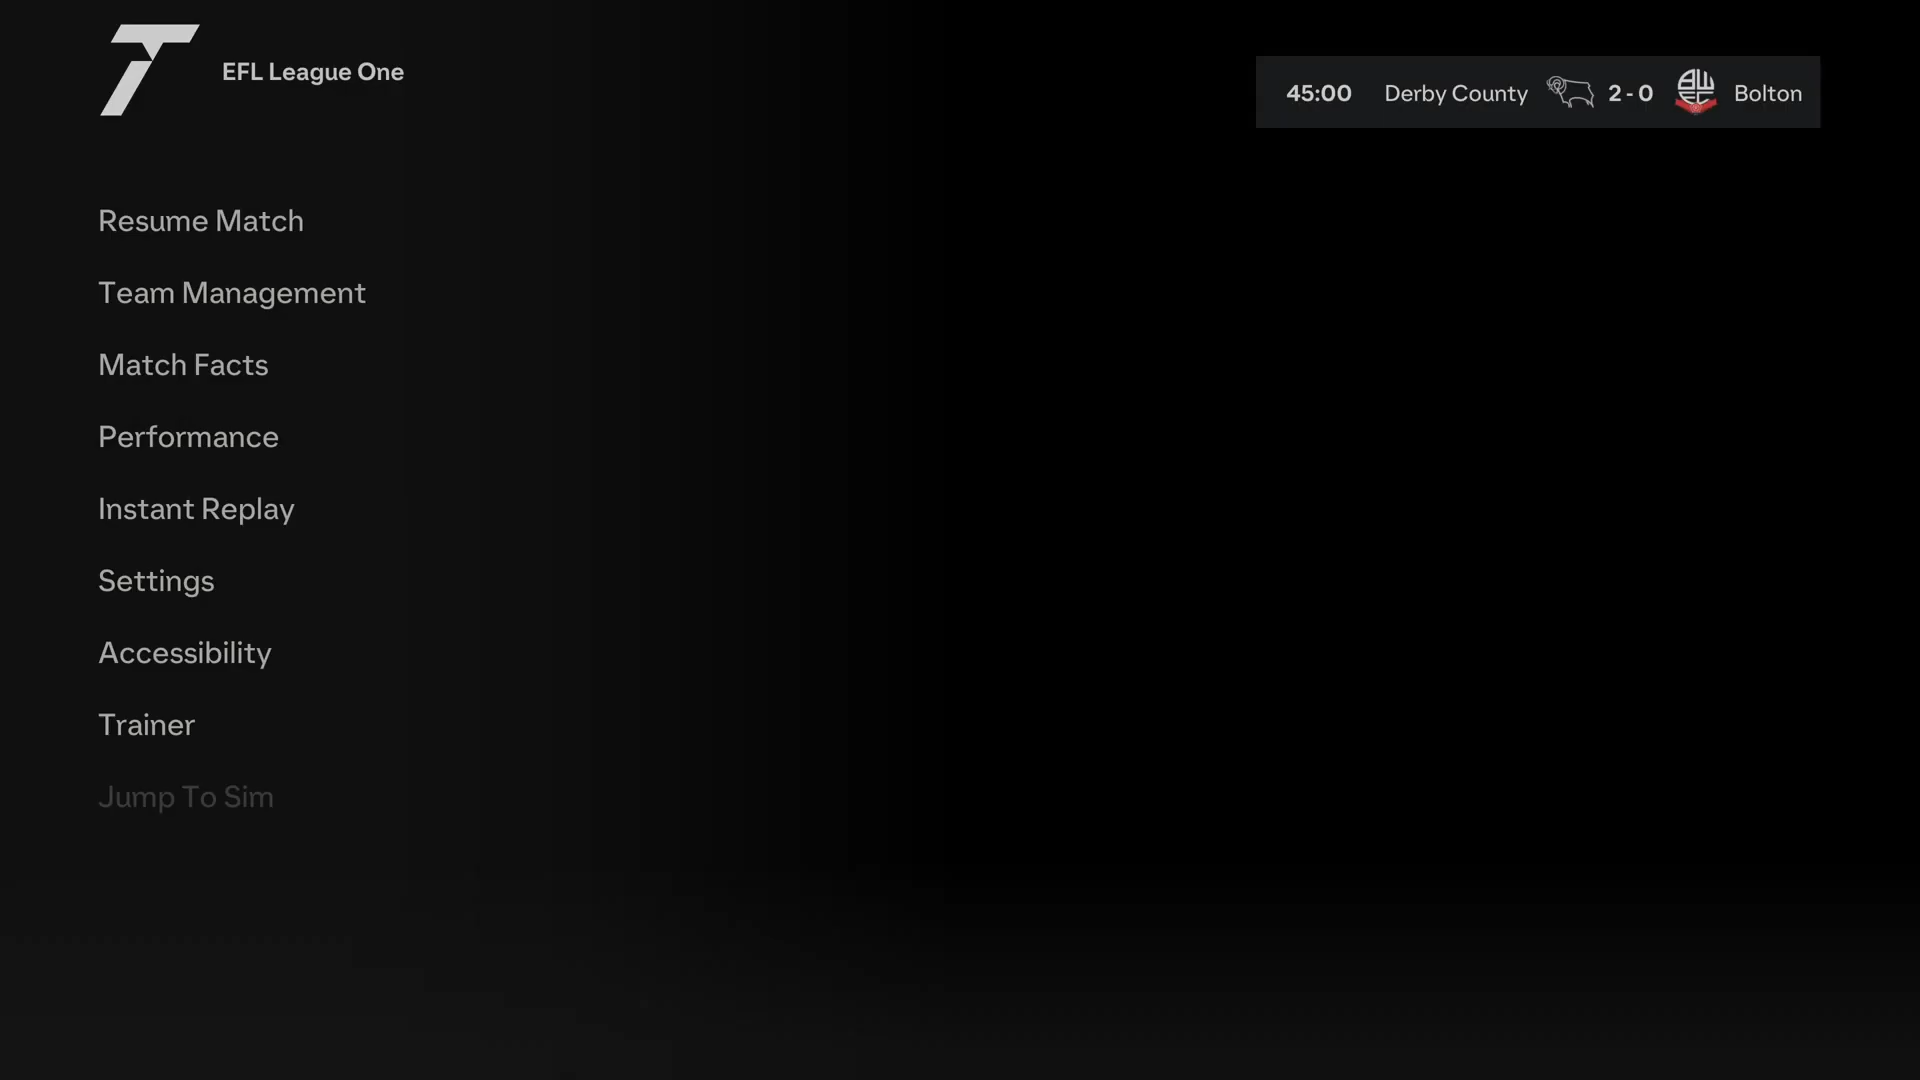 EFL League One
45:00 Derby County 2 - 0 Bolton
Resume Match
Team Management
Match Facts
Performance
Instant Replay
Settings
Accessibility
Trainer
Jump To Sim